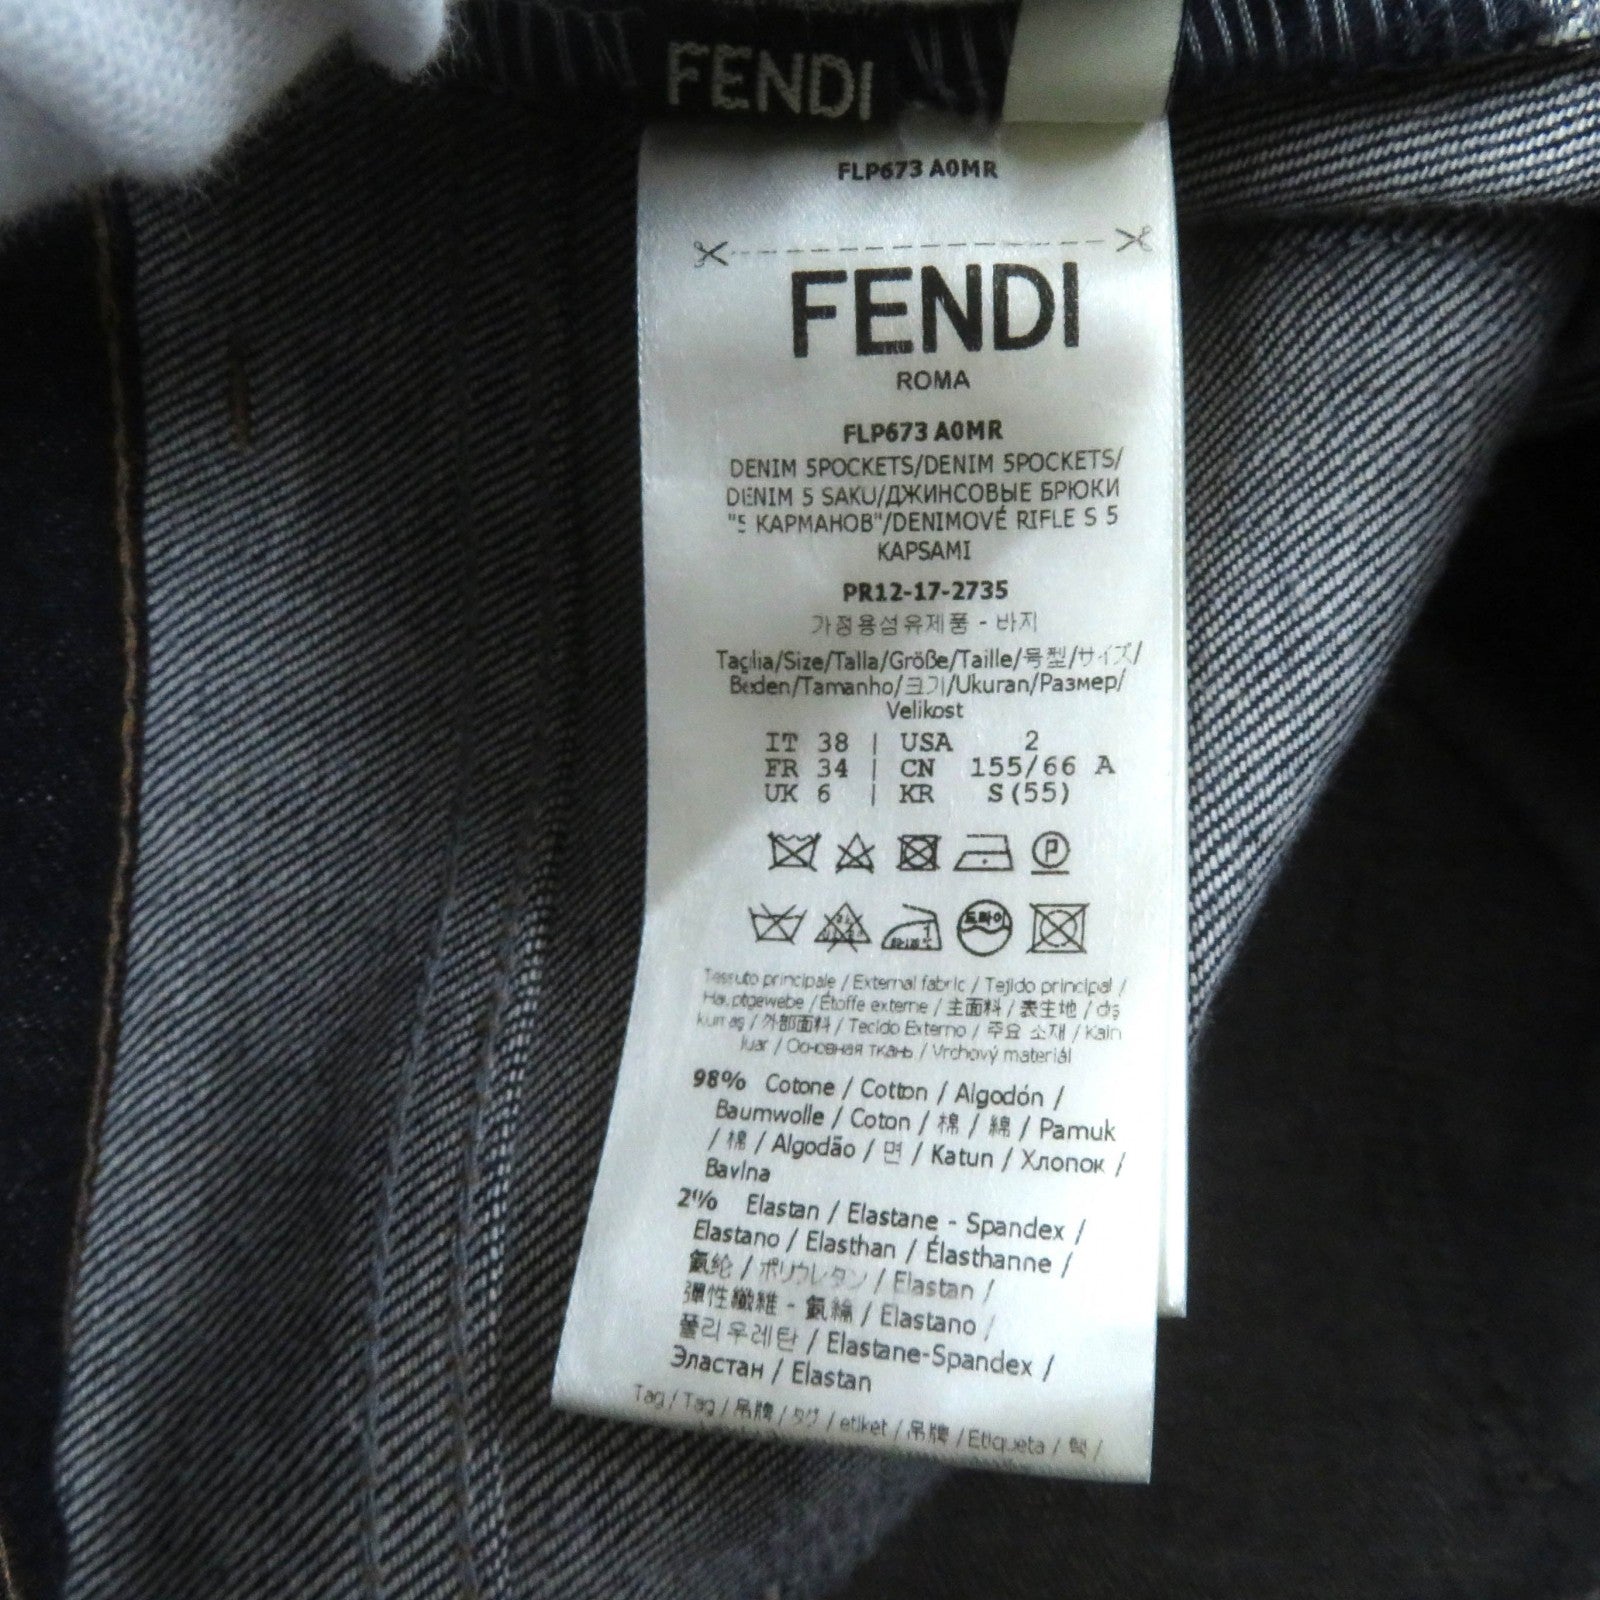 FENDI
FLP673 A0MR
FENDI
ROMA
FLP673 A0MR
DENIM 5POCKETS/DENIM 5POCKETS/
DENIM 5 SAKU/ДЖИНСОВЫЕ БРЮКИ
"5 КАРМАНОВ"/DENIMOVÉ RIFLE S 5
KAPSAMI
PR12-17-2735
가정용섬유제품 - 바지
Taglia/Size/Talla/Größe/Taille/号型/サイズ/
Beden/Tamanho/크기/Ukuran/Размер/
Velikost
IT 38 | USA 2
FR 34 | CN 155/66 A
UK 6 | KR S(55)
드라이
Tessuto principale / External fabric / Tejido principal /
Hauptgewebe / Étoffe externe / 主面料 / 表生地 / dış
kumaş / 外部面料 / Tecido Externo / 주요 소재 / Kain
luar / Основная ткань / Vrchový materiál
98% Cotone / Cotton / Algodón /
Baumwolle / Coton / 棉 / 綿 / Pamuk
/ 棉 / Algodão / 면 / Katun / Хлопок /
Bavlna
2% Elastan / Elastane - Spandex /
Elastano / Elasthan / Élasthanne /
氨纶 / ポリウレタン / Elastan /
彈性纖維 - 氨綸 / Elastano /
폴리우레탄 / Elastane-Spandex /
Эластан / Elastan
Tag / Tag / 吊牌 / タグ / etiket / 吊牌 / Etiqueta / 택 /